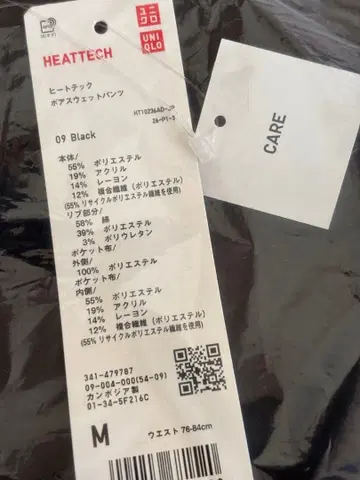 ユニ
クロ
UNI
QLO
HEATTECH
ヒートテック
ボアスウェットパンツ
HT10236AD-JP
26-P1-3
09 Black
本体/
55% ポリエステル
19% アクリル
14% レーヨン
12% 複合繊維 (ポリエステル)
(55% リサイクルポリエステル繊維を使用)
リブ部分/
58% 綿
39% ポリエステル
3% ポリウレタン
ポケット布/
外側/
100% ポリエステル
ポケット布/
内側/
55% ポリエステル
19% アクリル
14% レーヨン
12% 複合繊維 (ポリエステル)
(55% リサイクルポリエステル繊維を使用)
341-479787
09-004-000(54-09)
カンボジア製
01-34-5F216C
M
ウエスト 76-84cm
CARE